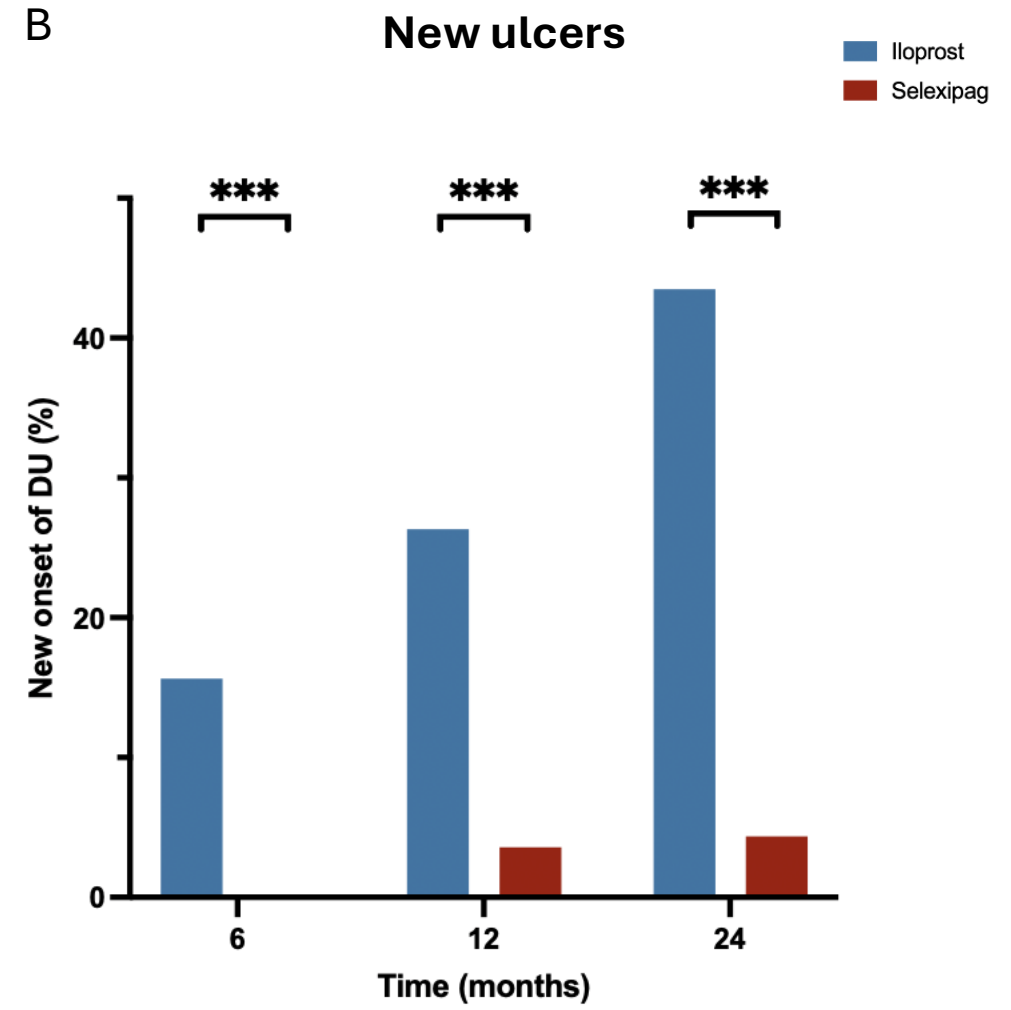 B
New ulcers
Iloprost
Selexipag
*** *** ***
40
20
0
New onset of DU (%)
6 12 24
Time (months)